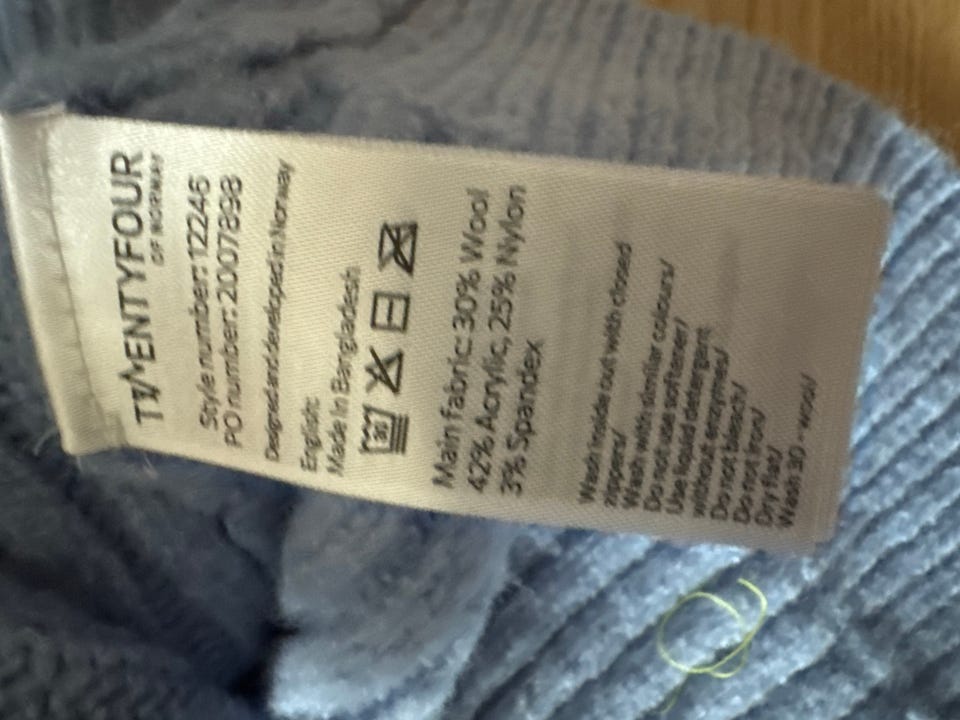 TWENTYFOUR
OF NORWAY
Style number: 12246
PO number: 2007898
Designed and developed in Norway
English:
Made in Bangladesh
30
Main fabric: 30% Wool
42% Acrylic, 25% Nylon
3% Spandex
Wash inside out with closed
zippers/
Wash with similar colours/
Do not use softener/
Use liquid detergent
without enzymes/
Do not bleach/
Do not iron/
Dry flat/
Wash 30 - wool/